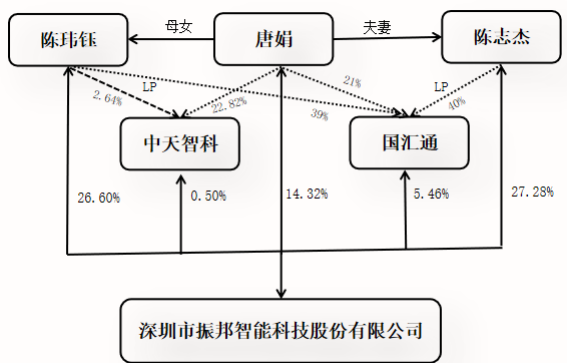 陈玮钰
母女
唐娟
夫妻
陈志杰
LP
2.64%
22.82%
39%
21%
LP
40%
中天智科
国汇通
26.60%
0.50%
14.32%
5.46%
27.28%
深圳市振邦智能科技股份有限公司